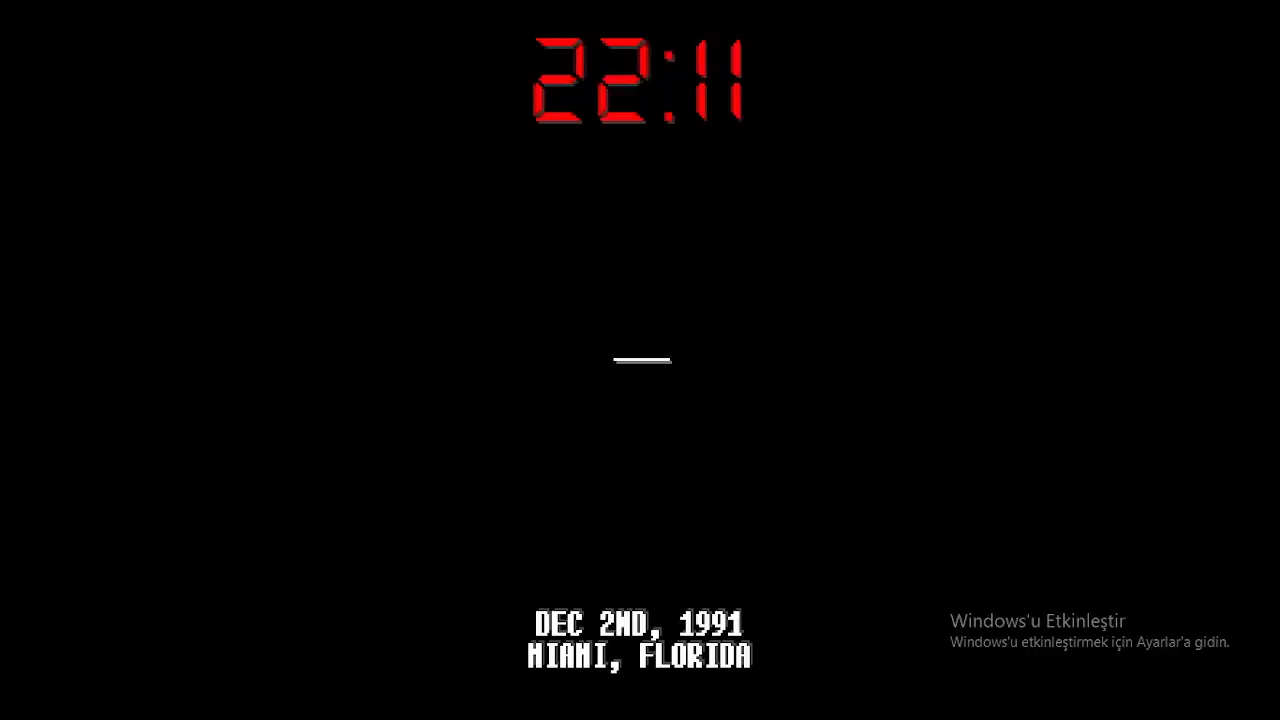 22:11
DEC 2ND, 1991
MIAMI, FLORIDA
Windows'u Etkinleştir
Windows'u etkinleştirmek için Ayarlar'a gidin.